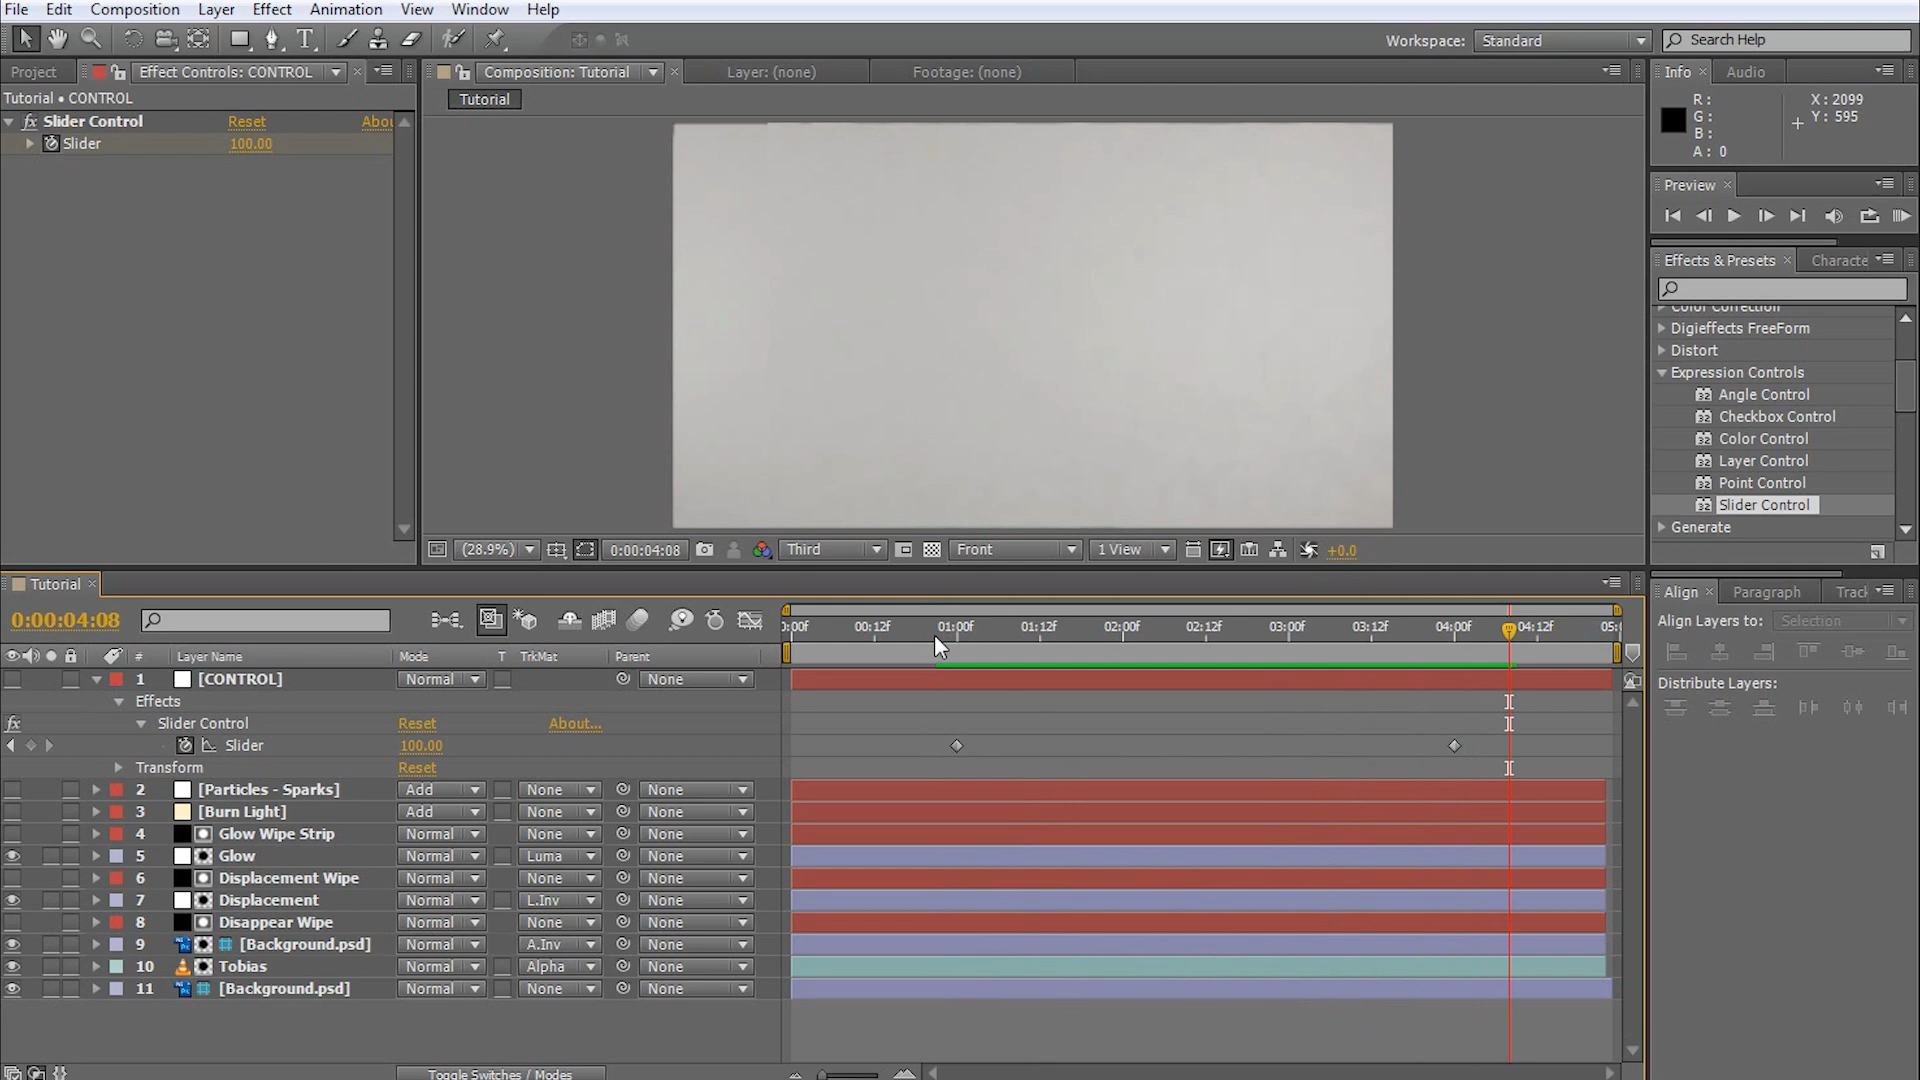 File Edit Composition Layer Effect Animation View Window Help
Workspace: Standard Search Help
Project Effect Controls: CONTROL Composition: Tutorial Layer: (none) Footage: (none) Info Audio
Tutorial • CONTROL
Tutorial
R: X: 2099
G: Y: 595
B:
A: 0
fx Slider Control Reset Abou
Slider 100.00
Preview
Effects & Presets Characte
Color Correction
Digieffects FreeForm
Distort
Expression Controls
Angle Control
Checkbox Control
Color Control
Layer Control
Point Control
Slider Control
Generate
(28.9%) 0:00:04:08 Third Front 1 View +0.0
Tutorial
Align Paragraph Trac
0:00:04:08
Align Layers to: Selection
0:00f 00:12f 01:00f 01:12f 02:00f 02:12f 03:00f 03:12f 04:00f 04:12f 05:0
# Layer Name Mode T TrkMat Parent
Distribute Layers:
1 [CONTROL] Normal None
Effects
fx Slider Control Reset About...
Slider 100.00
Transform Reset
2 [Particles - Sparks] Add None None
3 [Burn Light] Add None None
4 Glow Wipe Strip Normal None None
5 Glow Normal Luma None
6 Displacement Wipe Normal None None
7 Displacement Normal L.Inv None
8 Disappear Wipe Normal None None
9 [Background.psd] Normal A.Inv None
10 Tobias Normal Alpha None
11 [Background.psd] Normal None None
Toggle Switches / Modes